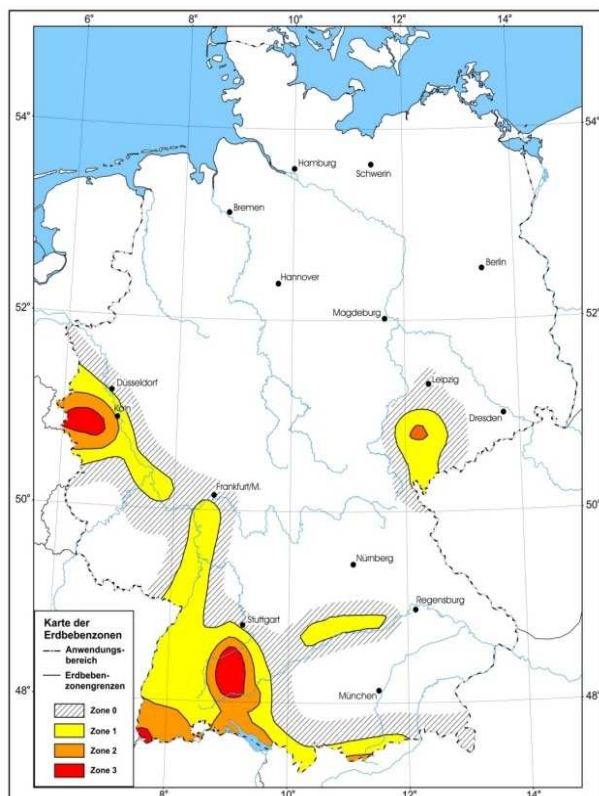 6° 8° 10° 12° 14°
54° 54°
Hamburg
Schwerin
Bremen
Berlin
Hannover
52° 52°
Magdeburg
Düsseldorf
Leipzig
Köln
Dresden
Frankfurt/M.
50° 50°
Nürnberg
Regensburg
Stuttgart
Karte der
Erdbebenzonen
Anwendungs-
bereich
Erdbeben-
zonengrenzen
48° 48°
München
Zone 0
Zone 1
Zone 2
Zone 3
6° 8° 10° 12° 14°